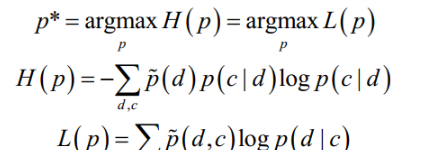 p* = argmax H(p) = argmax L(p)
p p
H(p) = -∑ p̃(d) p(c|d) log p(c|d)
d,c
L(p) = ∑ p̃(d,c) log p(d|c)